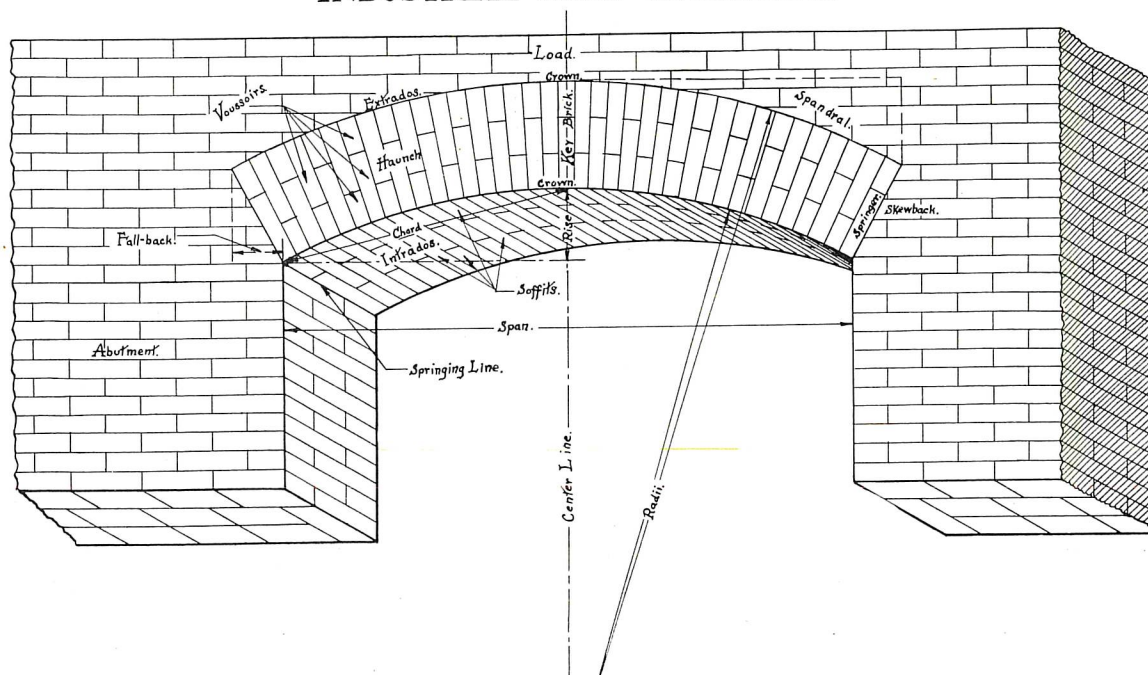 Load.
Crown.
Extrados.
Voussoirs.
Spandral.
Key-Brick.
Haunch
Crown.
Springer.
Skewback.
Rise.
Chord
Fall-back.
Intrados.
Soffits.
Span.
Abutment.
Springing Line.
Center Line.
Radii.